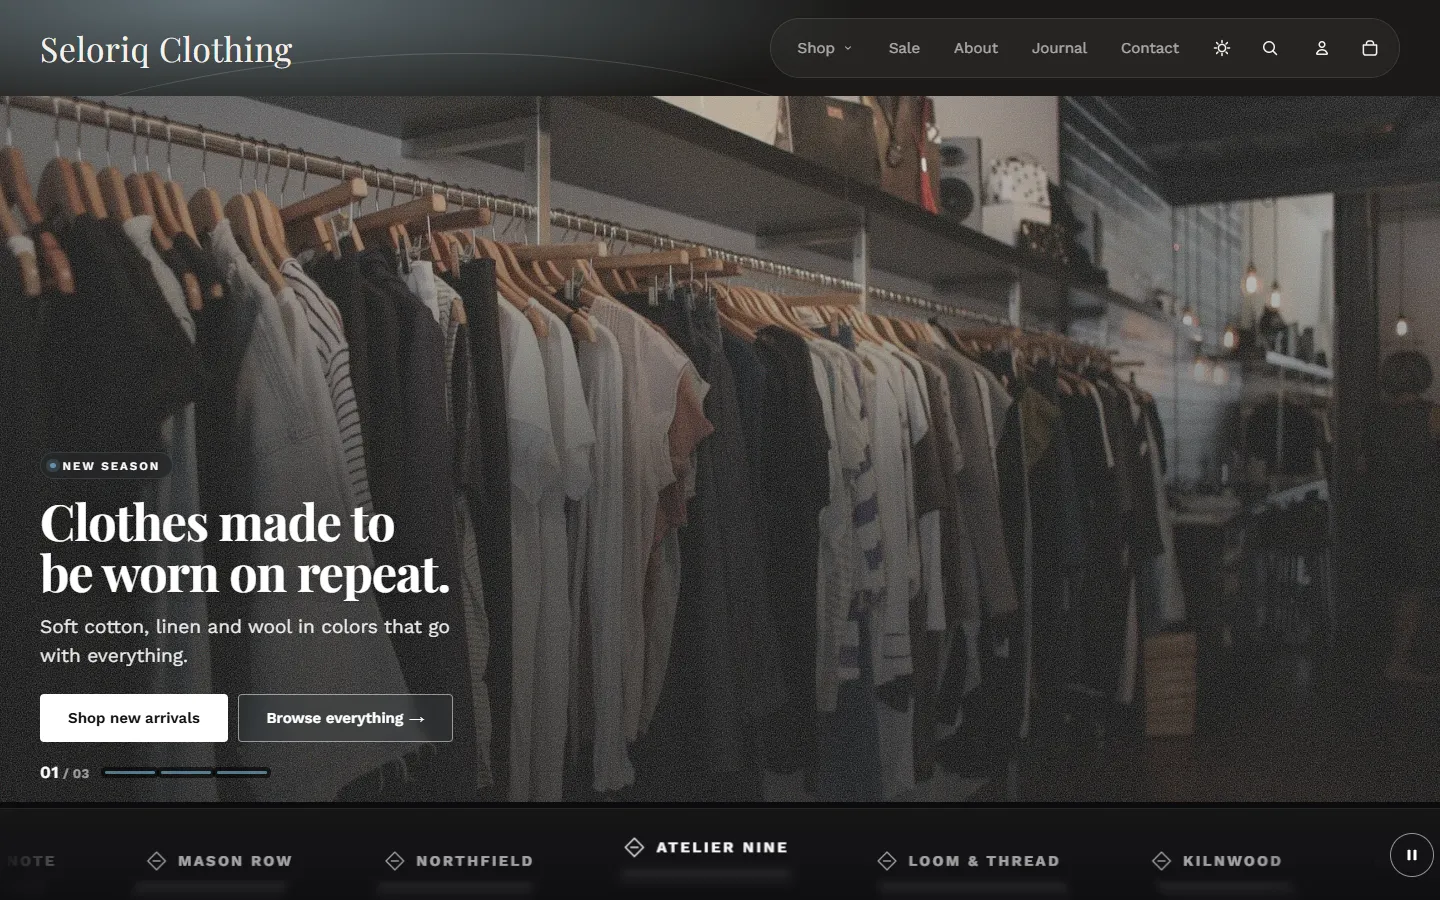 Seloriq Clothing
Shop
Sale
About
Journal
Contact
NEW SEASON
Clothes made to
be worn on repeat.
Soft cotton, linen and wool in colors that go
with everything.
Shop new arrivals
Browse everything →
01 / 03
NOTE
MASON ROW
NORTHFIELD
ATELIER NINE
LOOM & THREAD
KILNWOOD